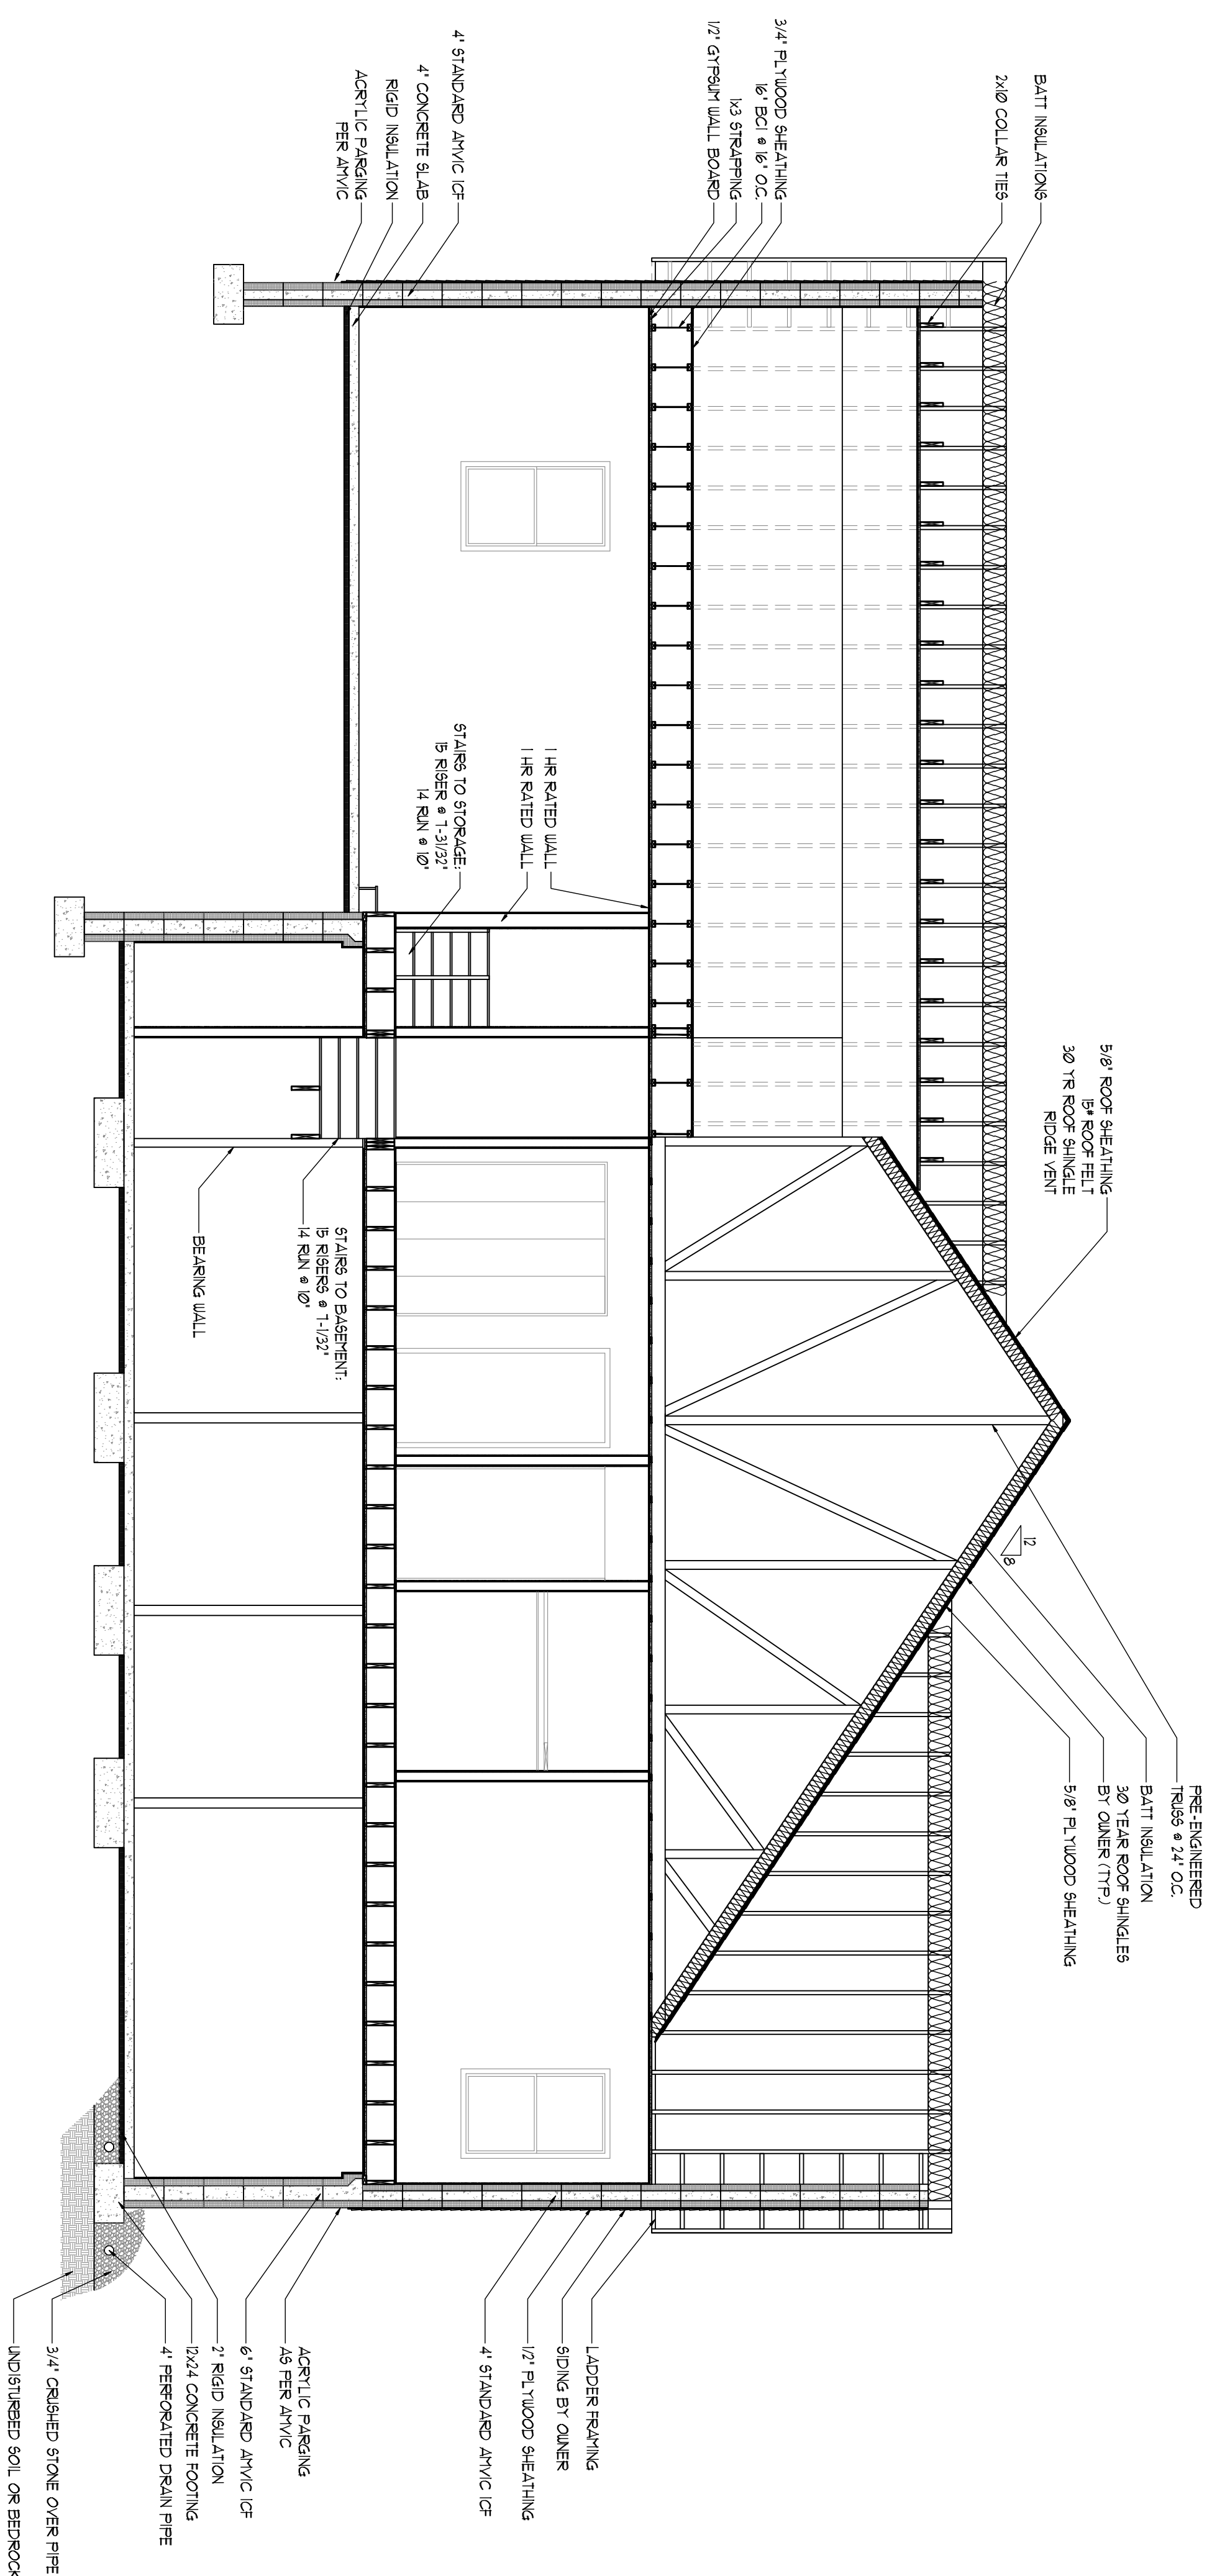 BATT INSULATIONS
2x10 COLLAR TIES
3/4" PLYWOOD SHEATHING
16" BCI @ 16" O.C.
1x3 STRAPPING
1/2" GYPSUM WALL BOARD
4" STANDARD AMVIC ICF
4" CONCRETE SLAB
RIGID INSULATION
ACRYLIC PARGING
PER AMVIC
1 HR RATED WALL
1 HR RATED WALL
STAIRS TO STORAGE:
15 RISER @ 7-31/32"
14 RUN @ 10"
5/8" ROOF SHEATHING
15# ROOF FELT
30 YR ROOF SHINGLE
RIDGE VENT
STAIRS TO BASEMENT:
15 RISERS @ 7-1/32"
14 RUN @ 10"
BEARING WALL
12
8
PRE-ENGINEERED
TRUSS @ 24" O.C.
BATT INSULATION
30 YEAR ROOF SHINGLES
BY OWNER (TYP.)
5/8" PLYWOOD SHEATHING
LADDER FRAMING
SIDING BY OWNER
1/2" PLYWOOD SHEATHING
4" STANDARD AMVIC ICF
ACRYLIC PARGING
AS PER AMVIC
6" STANDARD AMVIC ICF
2" RIGID INSULATION
12x24 CONCRETE FOOTING
4" PERFORATED DRAIN PIPE
3/4" CRUSHED STONE OVER PIPE
UNDISTURBED SOIL OR BEDROCK